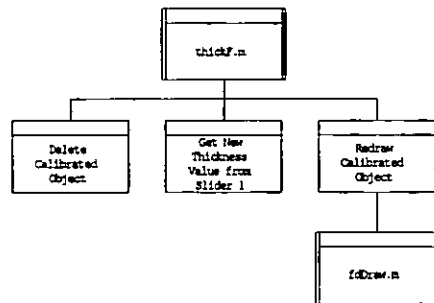 thickF.m
Delete
Calibrated
Object
Get New
Thickness
Value from
Slider 1
Redraw
Calibrated
Object
fdDraw.m